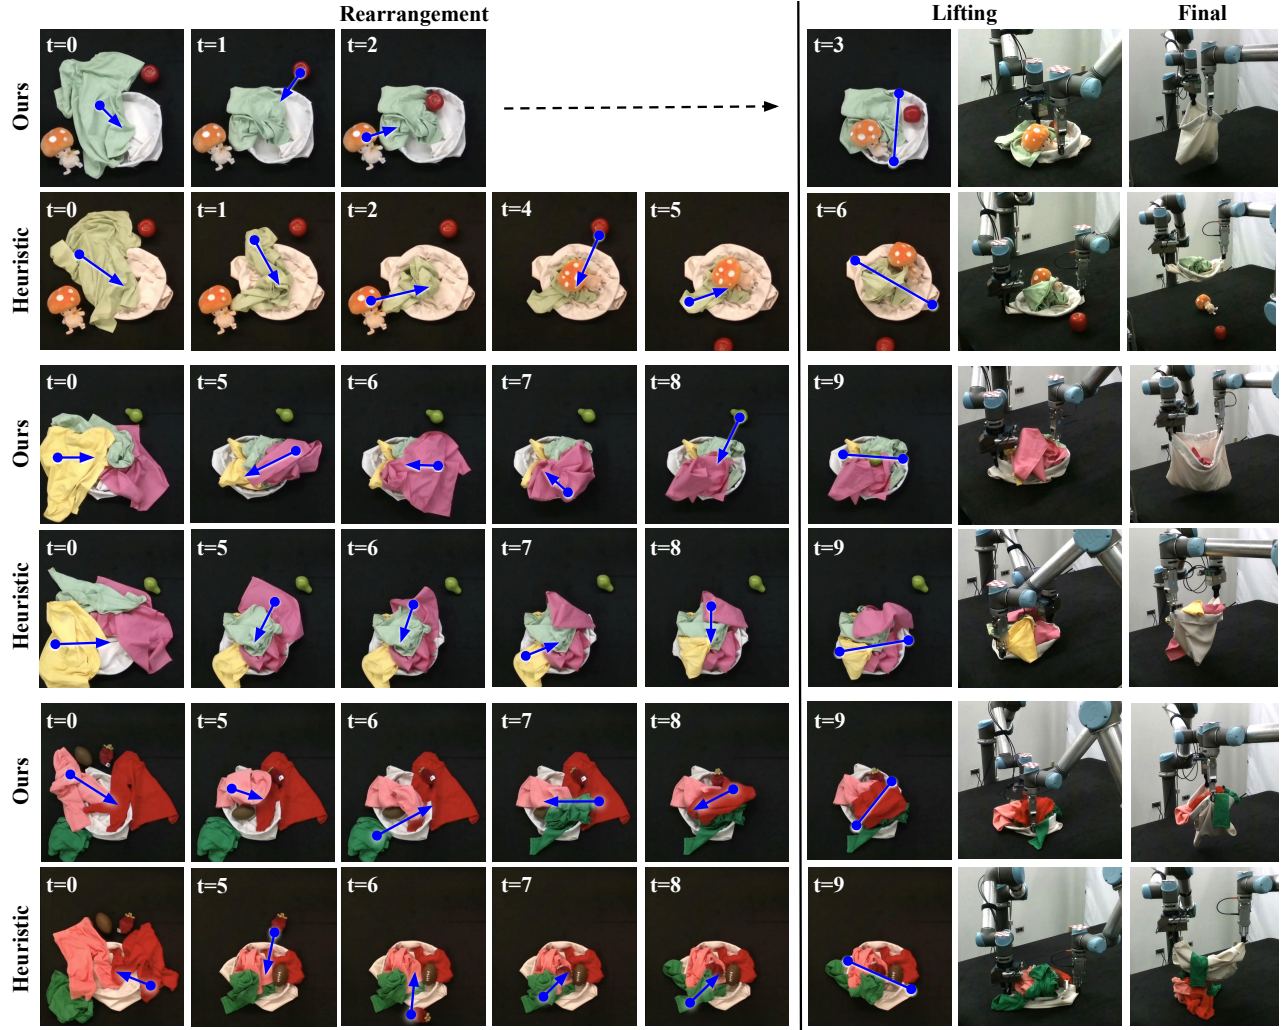 Rearrangement Lifting Final
Ours
t=0 t=1 t=2 t=3
Heuristic
t=0 t=1 t=2 t=4 t=5 t=6
Ours
t=0 t=5 t=6 t=7 t=8 t=9
Heuristic
t=0 t=5 t=6 t=7 t=8 t=9
Ours
t=0 t=5 t=6 t=7 t=8 t=9
Heuristic
t=0 t=5 t=6 t=7 t=8 t=9